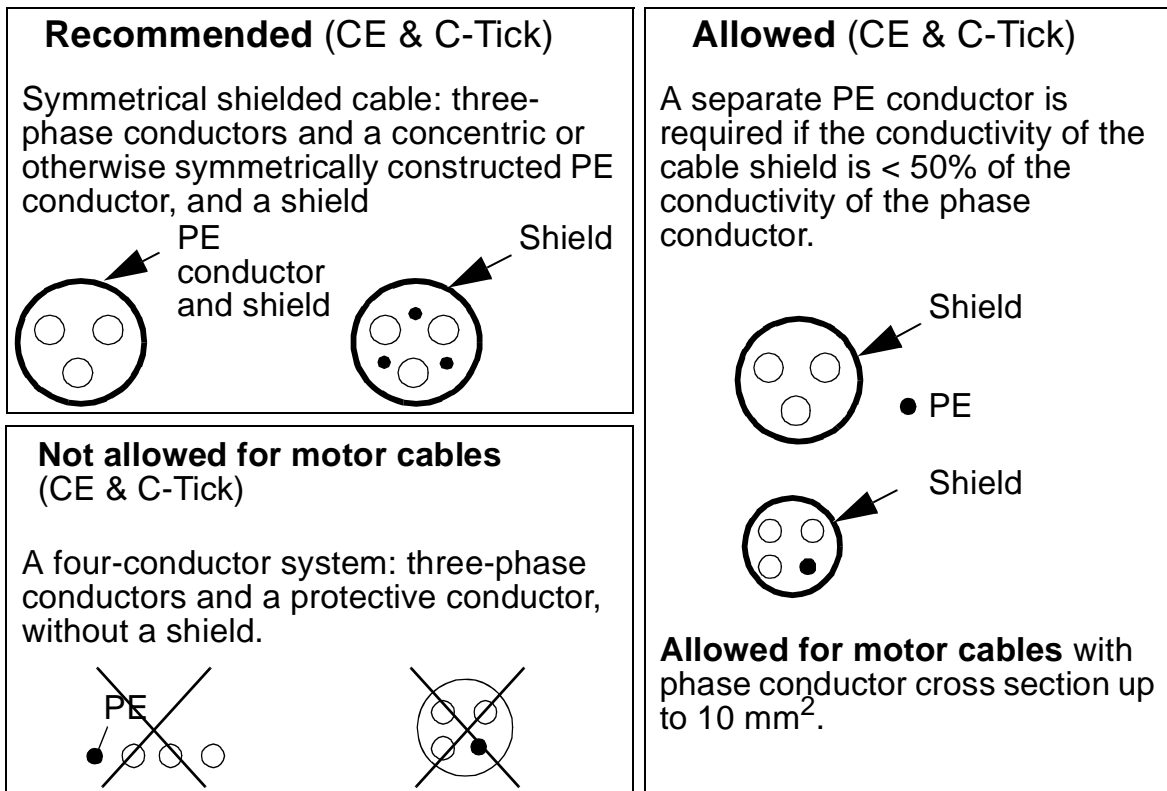 Recommended (CE & C-Tick)
Symmetrical shielded cable: three-
phase conductors and a concentric or
otherwise symmetrically constructed PE
conductor, and a shield
PE
conductor
and shield
Shield
Not allowed for motor cables
(CE & C-Tick)
A four-conductor system: three-phase
conductors and a protective conductor,
without a shield.
PE
Allowed (CE & C-Tick)
A separate PE conductor is
required if the conductivity of the
cable shield is < 50% of the
conductivity of the phase
conductor.
Shield
PE
Shield
Allowed for motor cables with
phase conductor cross section up
to 10 mm².